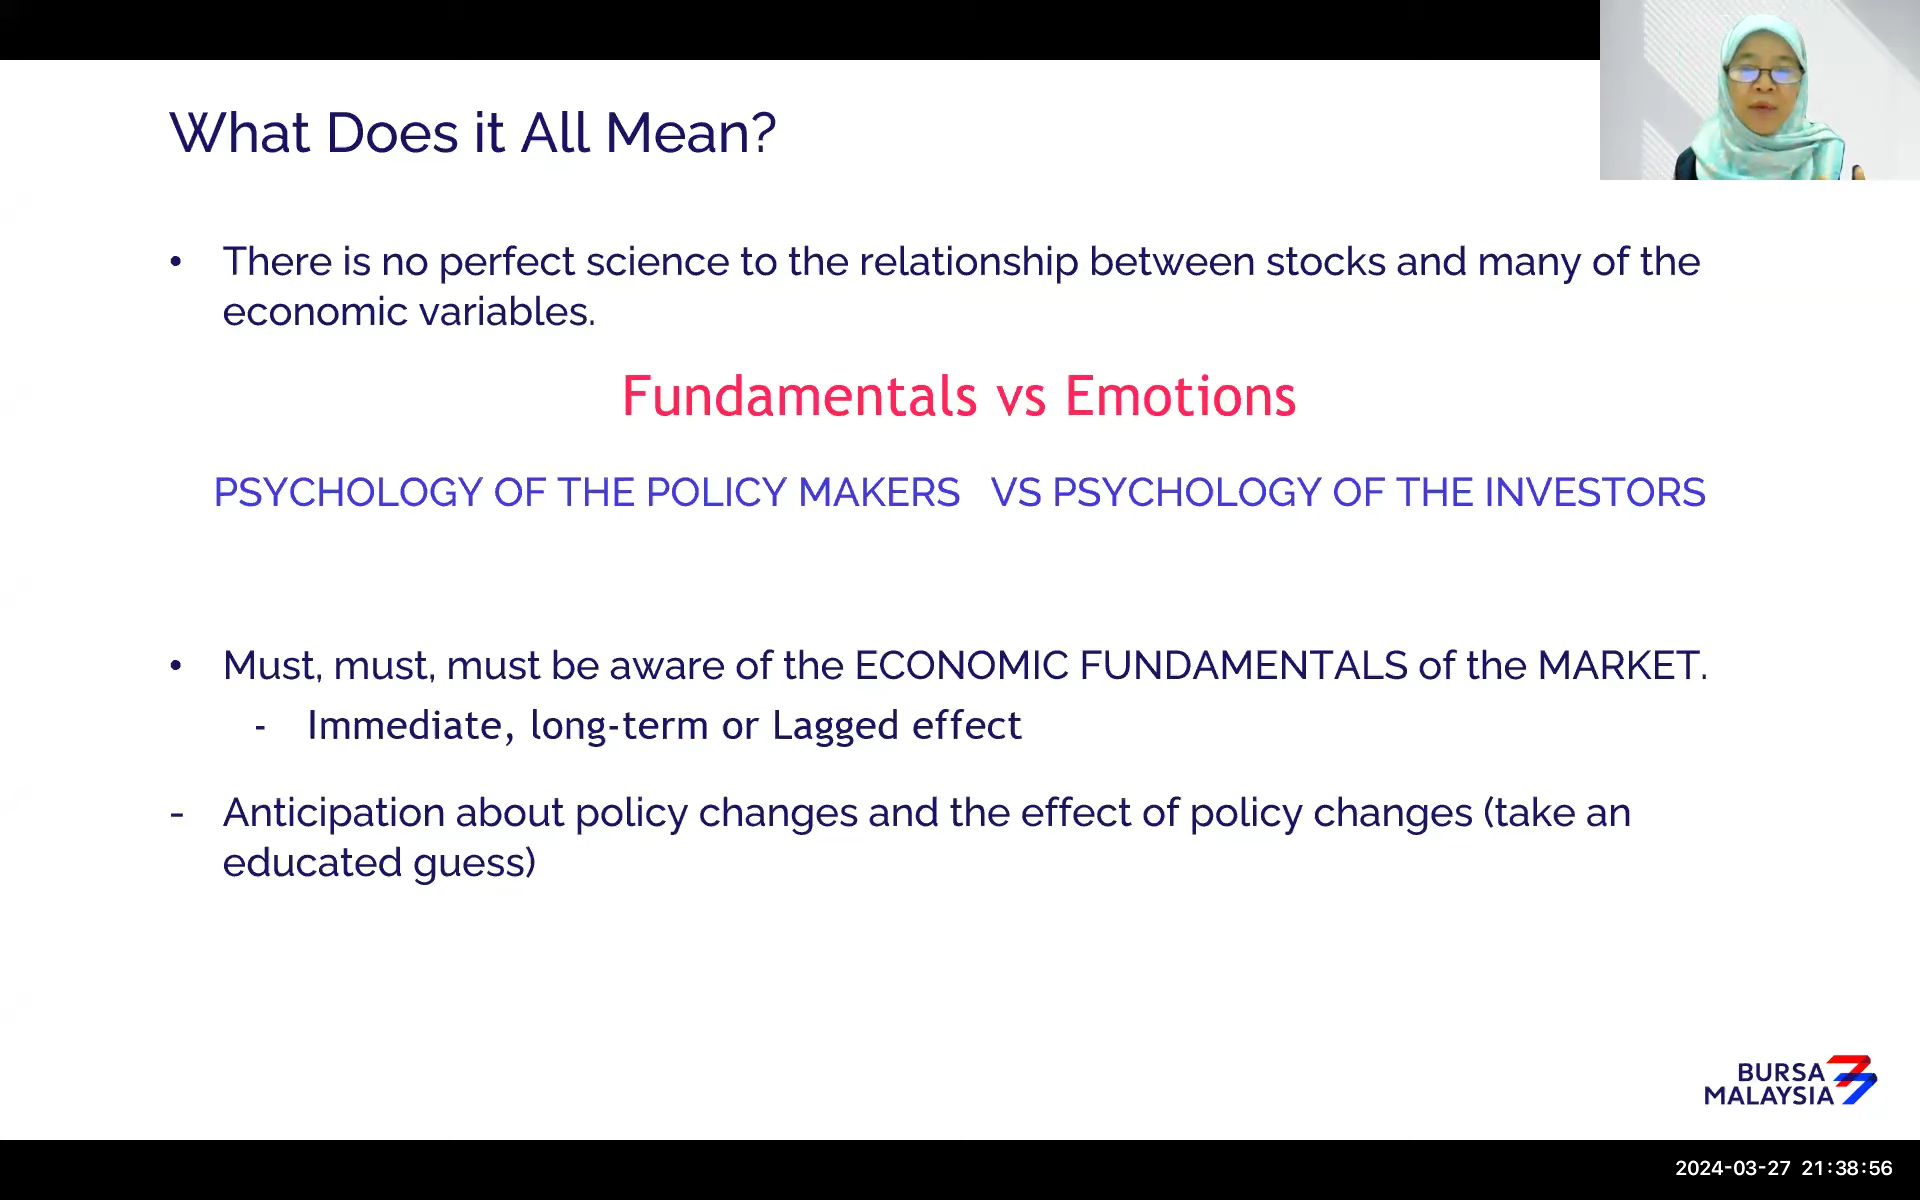 What Does it All Mean?
• There is no perfect science to the relationship between stocks and many of the
economic variables.
Fundamentals vs Emotions
PSYCHOLOGY OF THE POLICY MAKERS VS PSYCHOLOGY OF THE INVESTORS
• Must, must, must be aware of the ECONOMIC FUNDAMENTALS of the MARKET.
- Immediate, long-term or Lagged effect
- Anticipation about policy changes and the effect of policy changes (take an
educated guess)
BURSA
MALAYSIA
2024-03-27 21:38:56